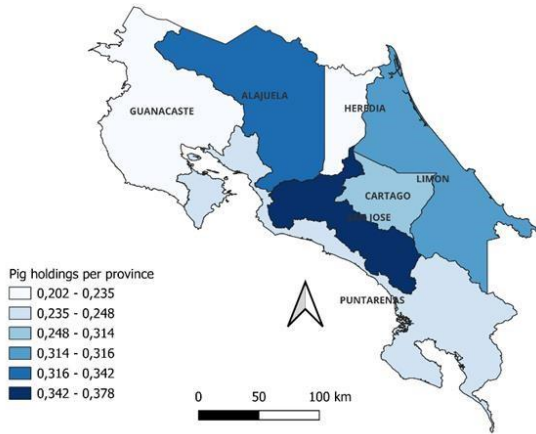 ALAJUELA
GUANACASTE
HEREDIA
LIMON
CARTAGO
JOSE
PUNTARENAS
Pig holdings per province
0,202 - 0,235
0,235 - 0,248
0,248 - 0,314
0,314 - 0,316
0,316 - 0,342
0,342 - 0,378
0 50 100 km